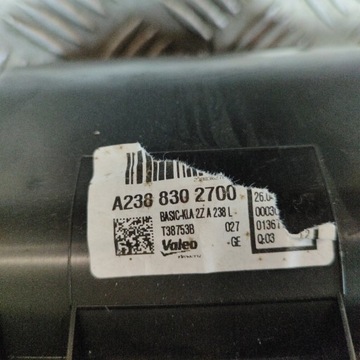 A238 830 2700
BASIC-KLA 2Z A 238 L
T38753B 027
Valeo -GE
26.0
0003
0136
Q:03